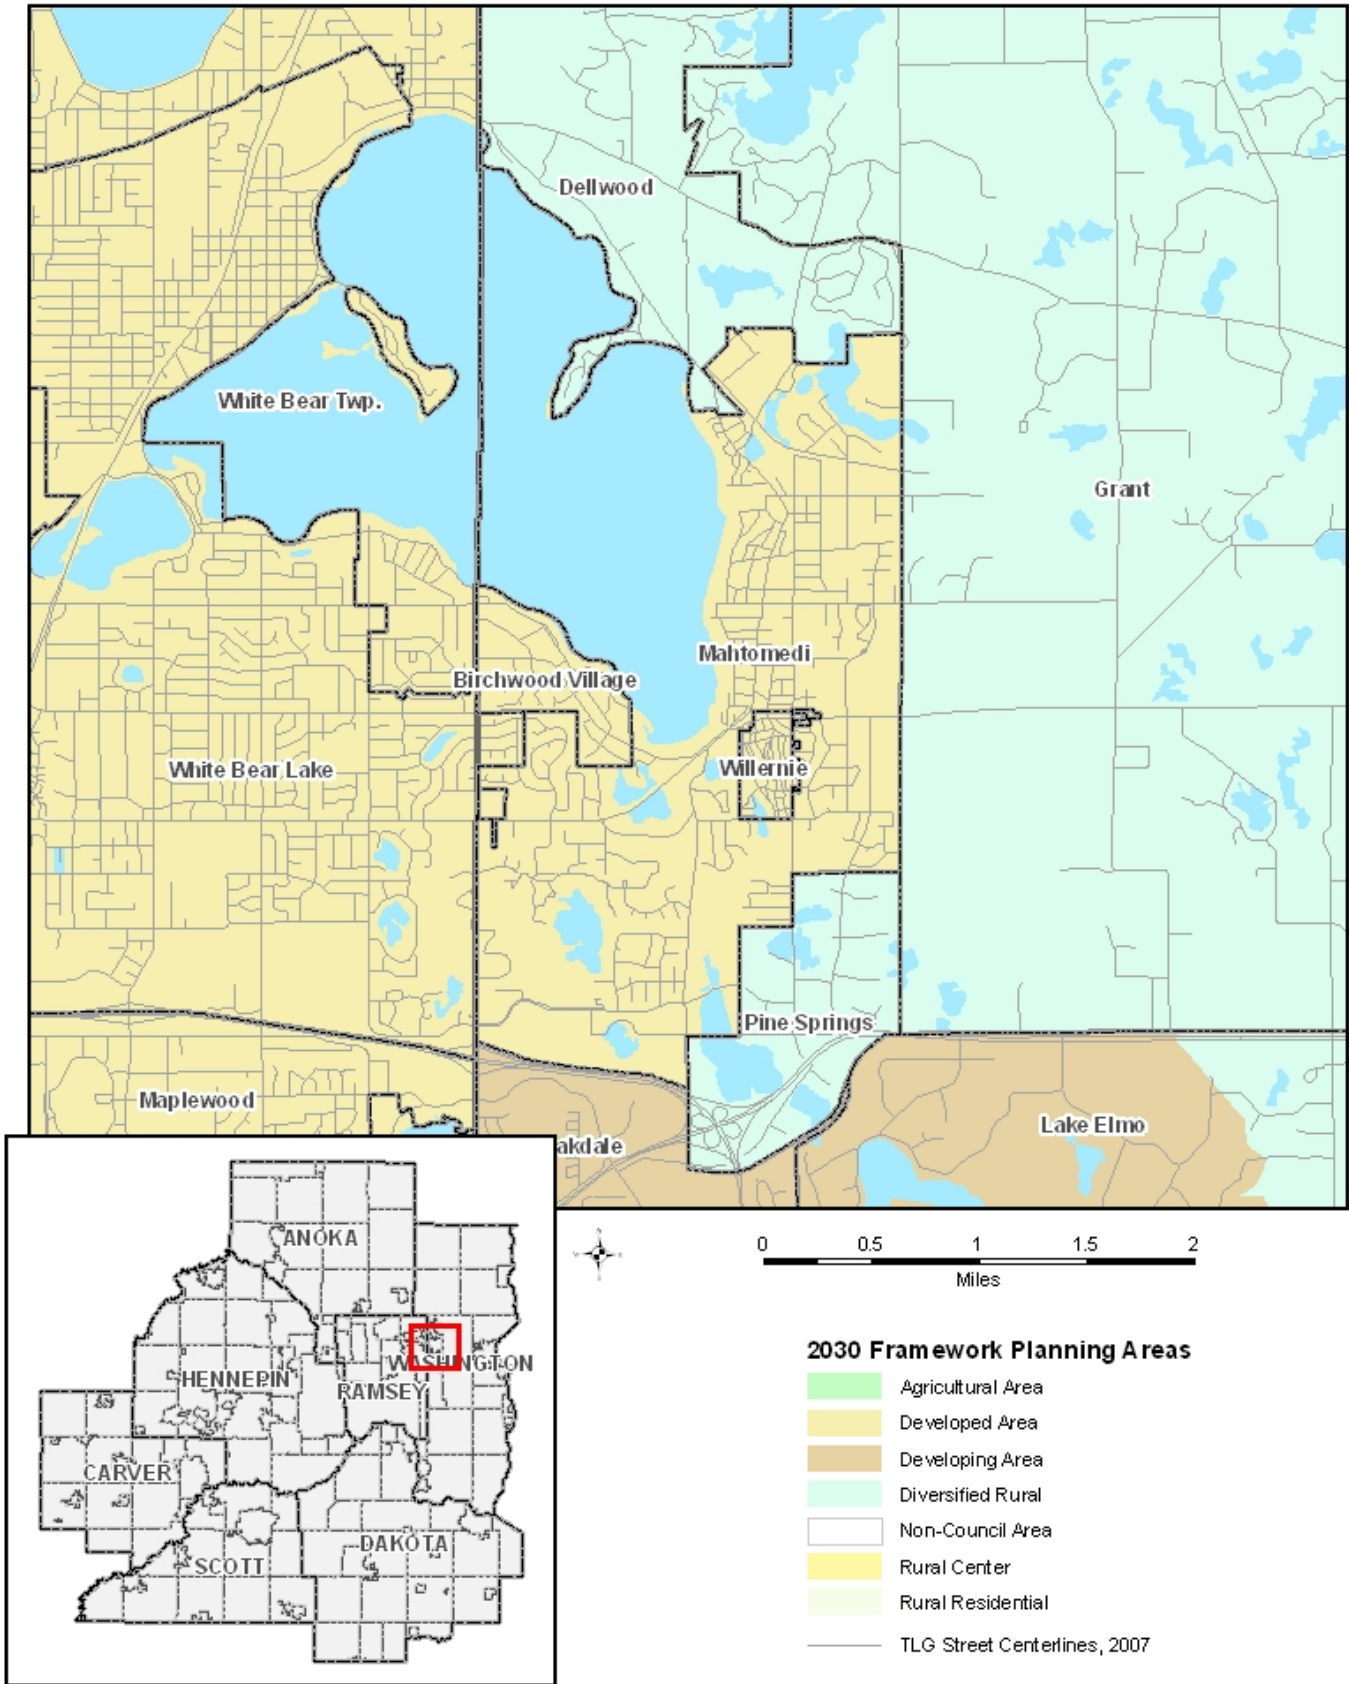 Dellwood
White Bear Twp.
Grant
Mahtomedi
Birchwood Village
White Bear Lake
Willernie
Pine Springs
Maplewood
Lake Elmo
akdale
ANOKA
WASHINGTON
HENNEPIN
RAMSEY
CARVER
DAKOTA
SCOTT
0 0.5 1 1.5 2
Miles
2030 Framework Planning Areas
Agricultural Area
Developed Area
Developing Area
Diversified Rural
Non-Council Area
Rural Center
Rural Residential
TLG Street Centerlines, 2007